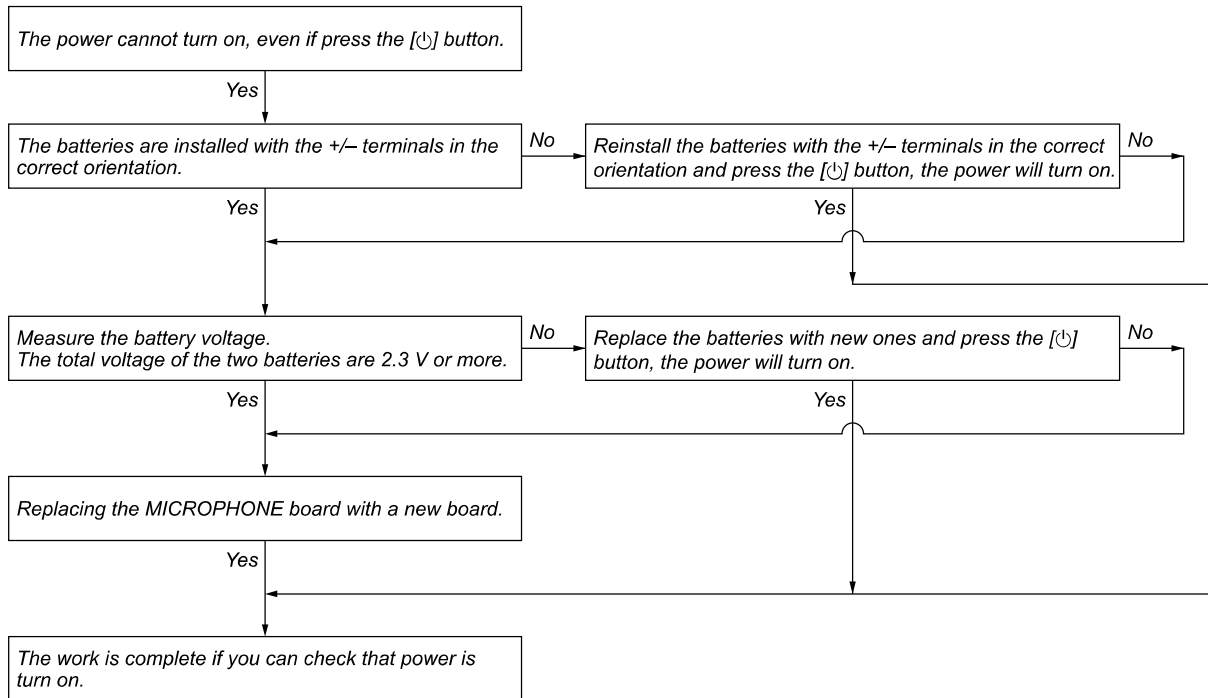 The power cannot turn on, even if press the [⏻] button.
Yes
The batteries are installed with the +/– terminals in the
correct orientation.
No
Reinstall the batteries with the +/– terminals in the correct
orientation and press the [⏻] button, the power will turn on.
No
Yes
Yes
Measure the battery voltage.
The total voltage of the two batteries are 2.3 V or more.
No
Replace the batteries with new ones and press the [⏻]
button, the power will turn on.
No
Yes
Yes
Replacing the MICROPHONE board with a new board.
Yes
The work is complete if you can check that power is
turn on.